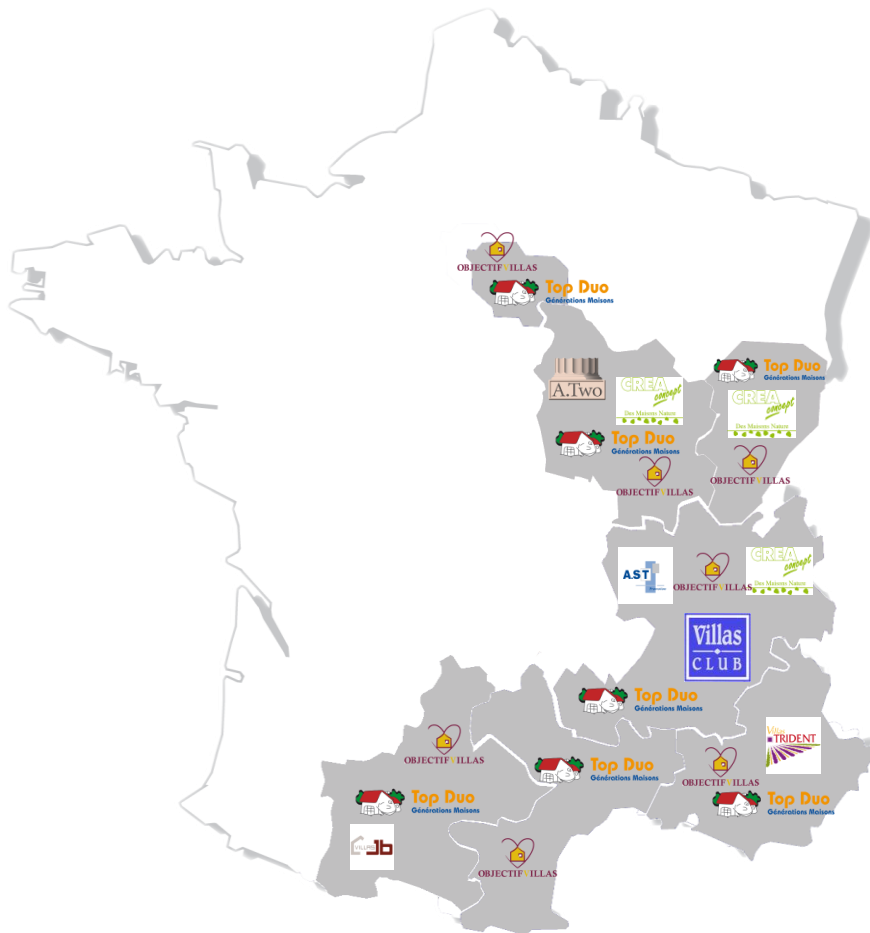 OBJECTIF VILLAS
Top Duo
Générations Maisons
A.Two
CREA
concept
Des Maisons Nature
Top Duo
Générations Maisons
CREA
concept
Des Maisons Nature
Top Duo
Générations Maisons
OBJECTIF VILLAS
OBJECTIF VILLAS
A.S.T
OBJECTIF VILLAS
CREA
concept
Des Maisons Nature
Villas
CLUB
Top Duo
Générations Maisons
Villas
TRIDENT
OBJECTIF VILLAS
Top Duo
Générations Maisons
OBJECTIF VILLAS
Top Duo
Générations Maisons
Top Duo
Générations Maisons
VILLAS Jb
OBJECTIF VILLAS